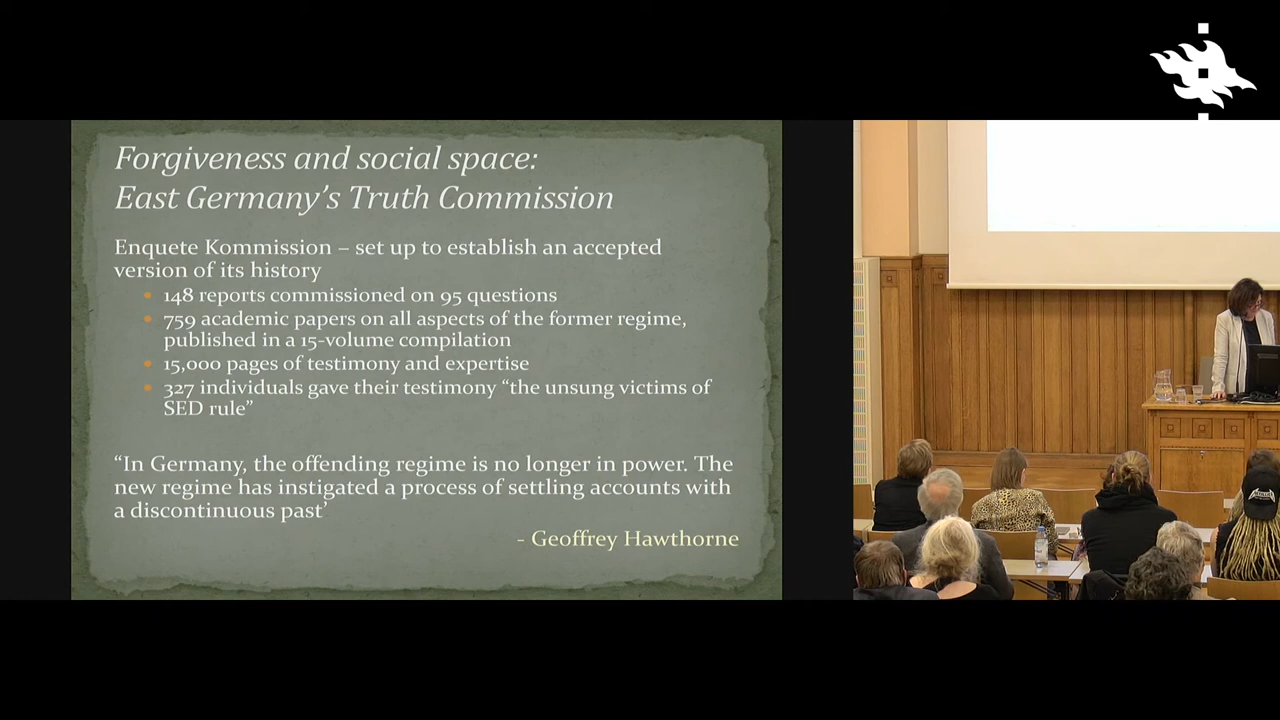 Forgiveness and social space:
East Germany's Truth Commission
Enquete Kommission – set up to establish an accepted
version of its history
• 148 reports commissioned on 95 questions
• 759 academic papers on all aspects of the former regime,
published in a 15-volume compilation
• 15,000 pages of testimony and expertise
• 327 individuals gave their testimony “the unsung victims of
SED rule”
“In Germany, the offending regime is no longer in power. The
new regime has instigated a process of settling accounts with
a discontinuous past’
- Geoffrey Hawthorne